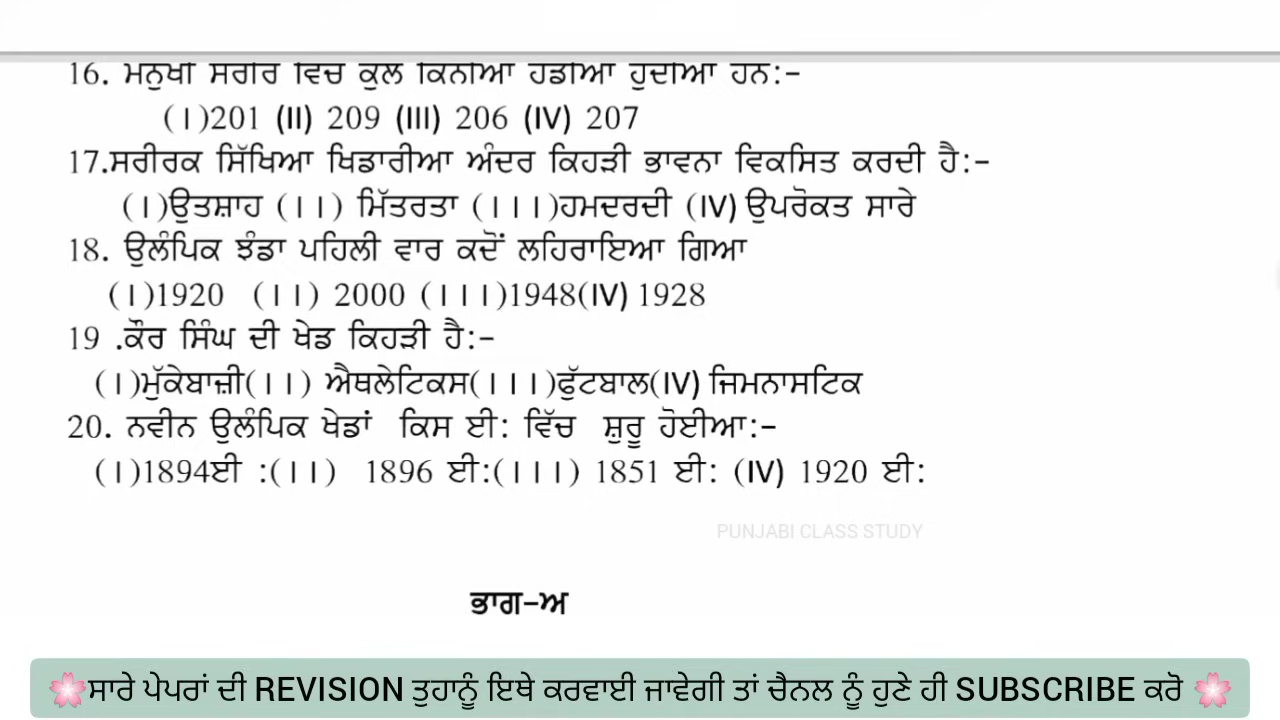 16. ਮਨੁਖੀ ਸਰੀਰ ਵਿਚ ਕੁਲ ਕਿਨੀਆ ਹਡੀਆ ਹੁਦੀਆ ਹਨ:-
(I)201 (II) 209 (III) 206 (IV) 207
17.ਸਰੀਰਕ ਸਿੱਖਿਆ ਖਿਡਾਰੀਆ ਅੰਦਰ ਕਿਹੜੀ ਭਾਵਨਾ ਵਿਕਸਿਤ ਕਰਦੀ ਹੈ:-
(I)ਉਤਸ਼ਾਹ (II) ਮਿੱਤਰਤਾ (III)ਹਮਦਰਦੀ (IV) ਉਪਰੋਕਤ ਸਾਰੇ
18. ਉਲੰਪਿਕ ਝੰਡਾ ਪਹਿਲੀ ਵਾਰ ਕਦੋਂ ਲਹਿਰਾਇਆ ਗਿਆ
(I)1920 (II) 2000 (III)1948(IV) 1928
19 .ਕੌਰ ਸਿੰਘ ਦੀ ਖੇਡ ਕਿਹੜੀ ਹੈ:-
(I)ਮੁੱਕੇਬਾਜ਼ੀ(II) ਐਥਲੇਟਿਕਸ(III)ਫੁੱਟਬਾਲ(IV) ਜਿਮਨਾਸਟਿਕ
20. ਨਵੀਨ ਉਲੰਪਿਕ ਖੇਡਾਂ ਕਿਸ ਈ: ਵਿੱਚ ਸ਼ੁਰੂ ਹੋਈਆ:-
(I)1894ਈ :(II) 1896 ਈ:(III) 1851 ਈ: (IV) 1920 ਈ:
PUNJABI CLASS STUDY
ਭਾਗ-ਅ
🌸ਸਾਰੇ ਪੇਪਰਾਂ ਦੀ REVISION ਤੁਹਾਨੂੰ ਇਥੇ ਕਰਵਾਈ ਜਾਵੇਗੀ ਤਾਂ ਚੈਨਲ ਨੂੰ ਹੁਣੇ ਹੀ SUBSCRIBE ਕਰੋ 🌸